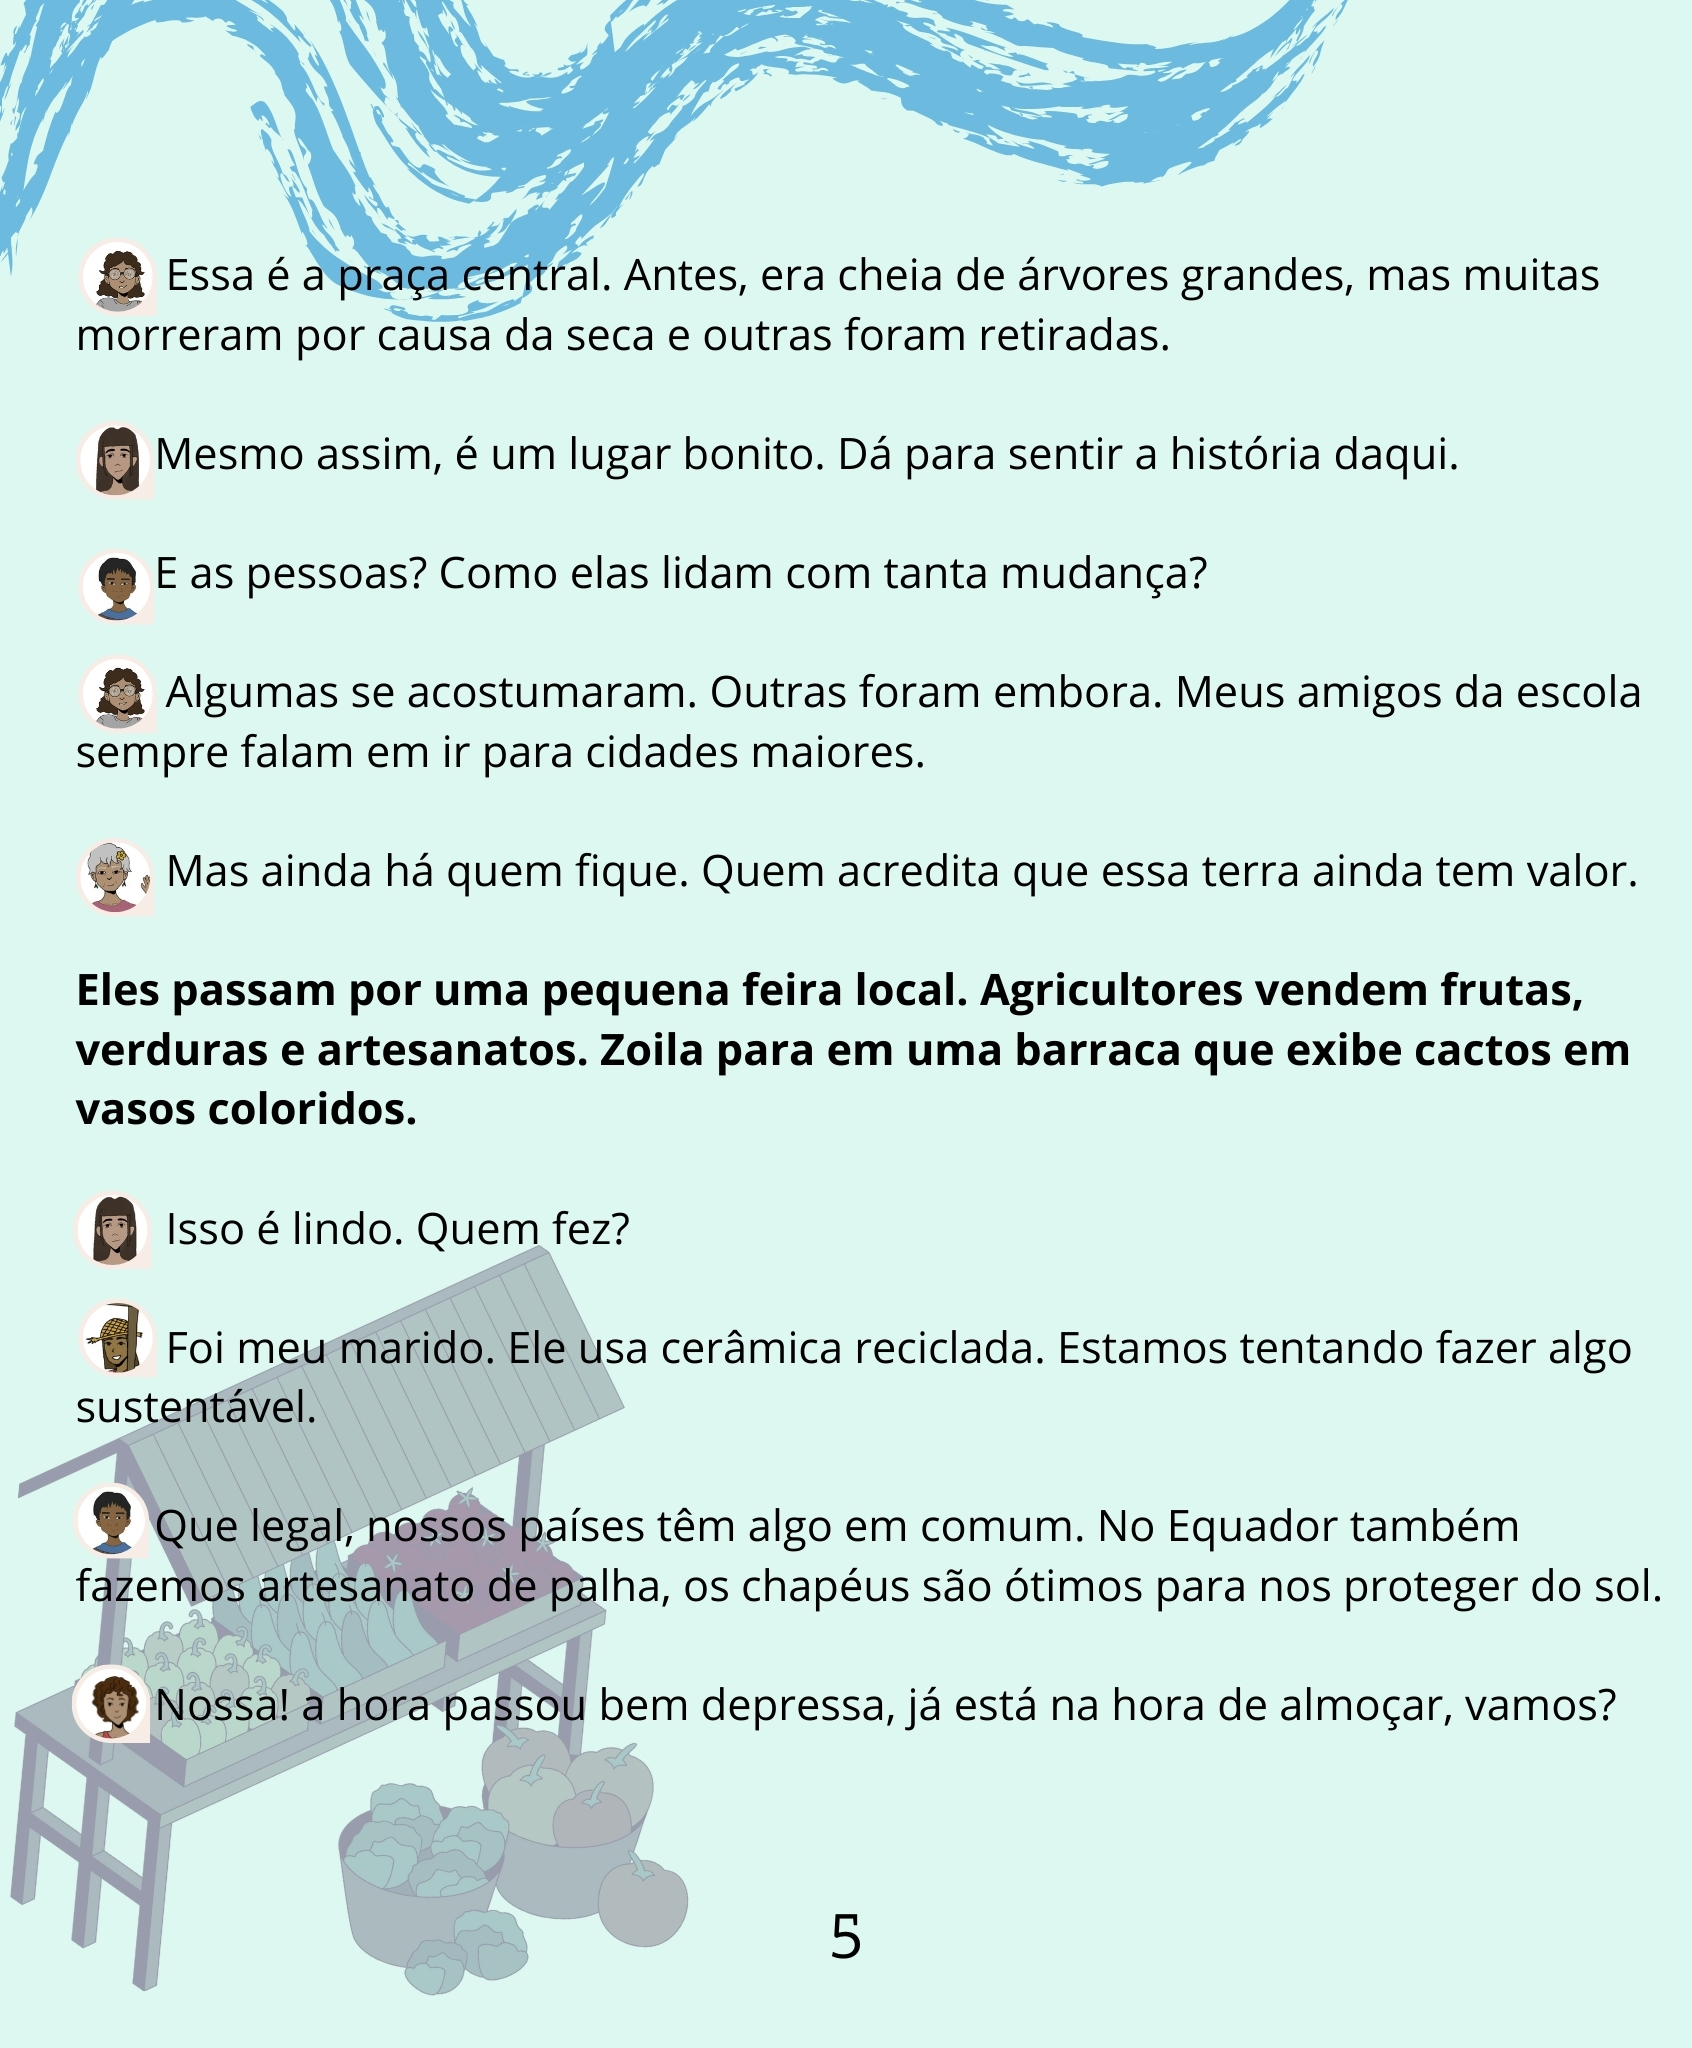 Essa é a praça central. Antes, era cheia de árvores grandes, mas muitas
morreram por causa da seca e outras foram retiradas.
Mesmo assim, é um lugar bonito. Dá para sentir a história daqui.
E as pessoas? Como elas lidam com tanta mudança?
Algumas se acostumaram. Outras foram embora. Meus amigos da escola
sempre falam em ir para cidades maiores.
Mas ainda há quem fique. Quem acredita que essa terra ainda tem valor.
Eles passam por uma pequena feira local. Agricultores vendem frutas,
verduras e artesanatos. Zoila para em uma barraca que exibe cactos em
vasos coloridos.
Isso é lindo. Quem fez?
Foi meu marido. Ele usa cerâmica reciclada. Estamos tentando fazer algo
sustentável.
Que legal, nossos países têm algo em comum. No Equador também
fazemos artesanato de palha, os chapéus são ótimos para nos proteger do sol.
Nossa! a hora passou bem depressa, já está na hora de almoçar, vamos?
5